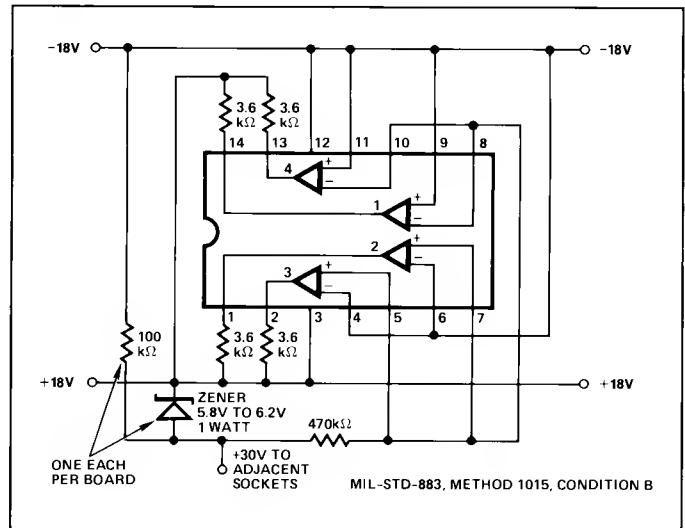 -18V
-18V
3.6
kΩ
3.6
kΩ
14
13
12
11
10
9
8
+
4
-
+
1
-
+
2
-
+
3
-
1
2
3
4
5
6
7
100
kΩ
3.6
kΩ
3.6
kΩ
+18V
+18V
ZENER
5.8V TO 6.2V
1 WATT
470kΩ
ONE EACH
PER BOARD
+30V TO
ADJACENT
SOCKETS
MIL-STD-883, METHOD 1015, CONDITION B